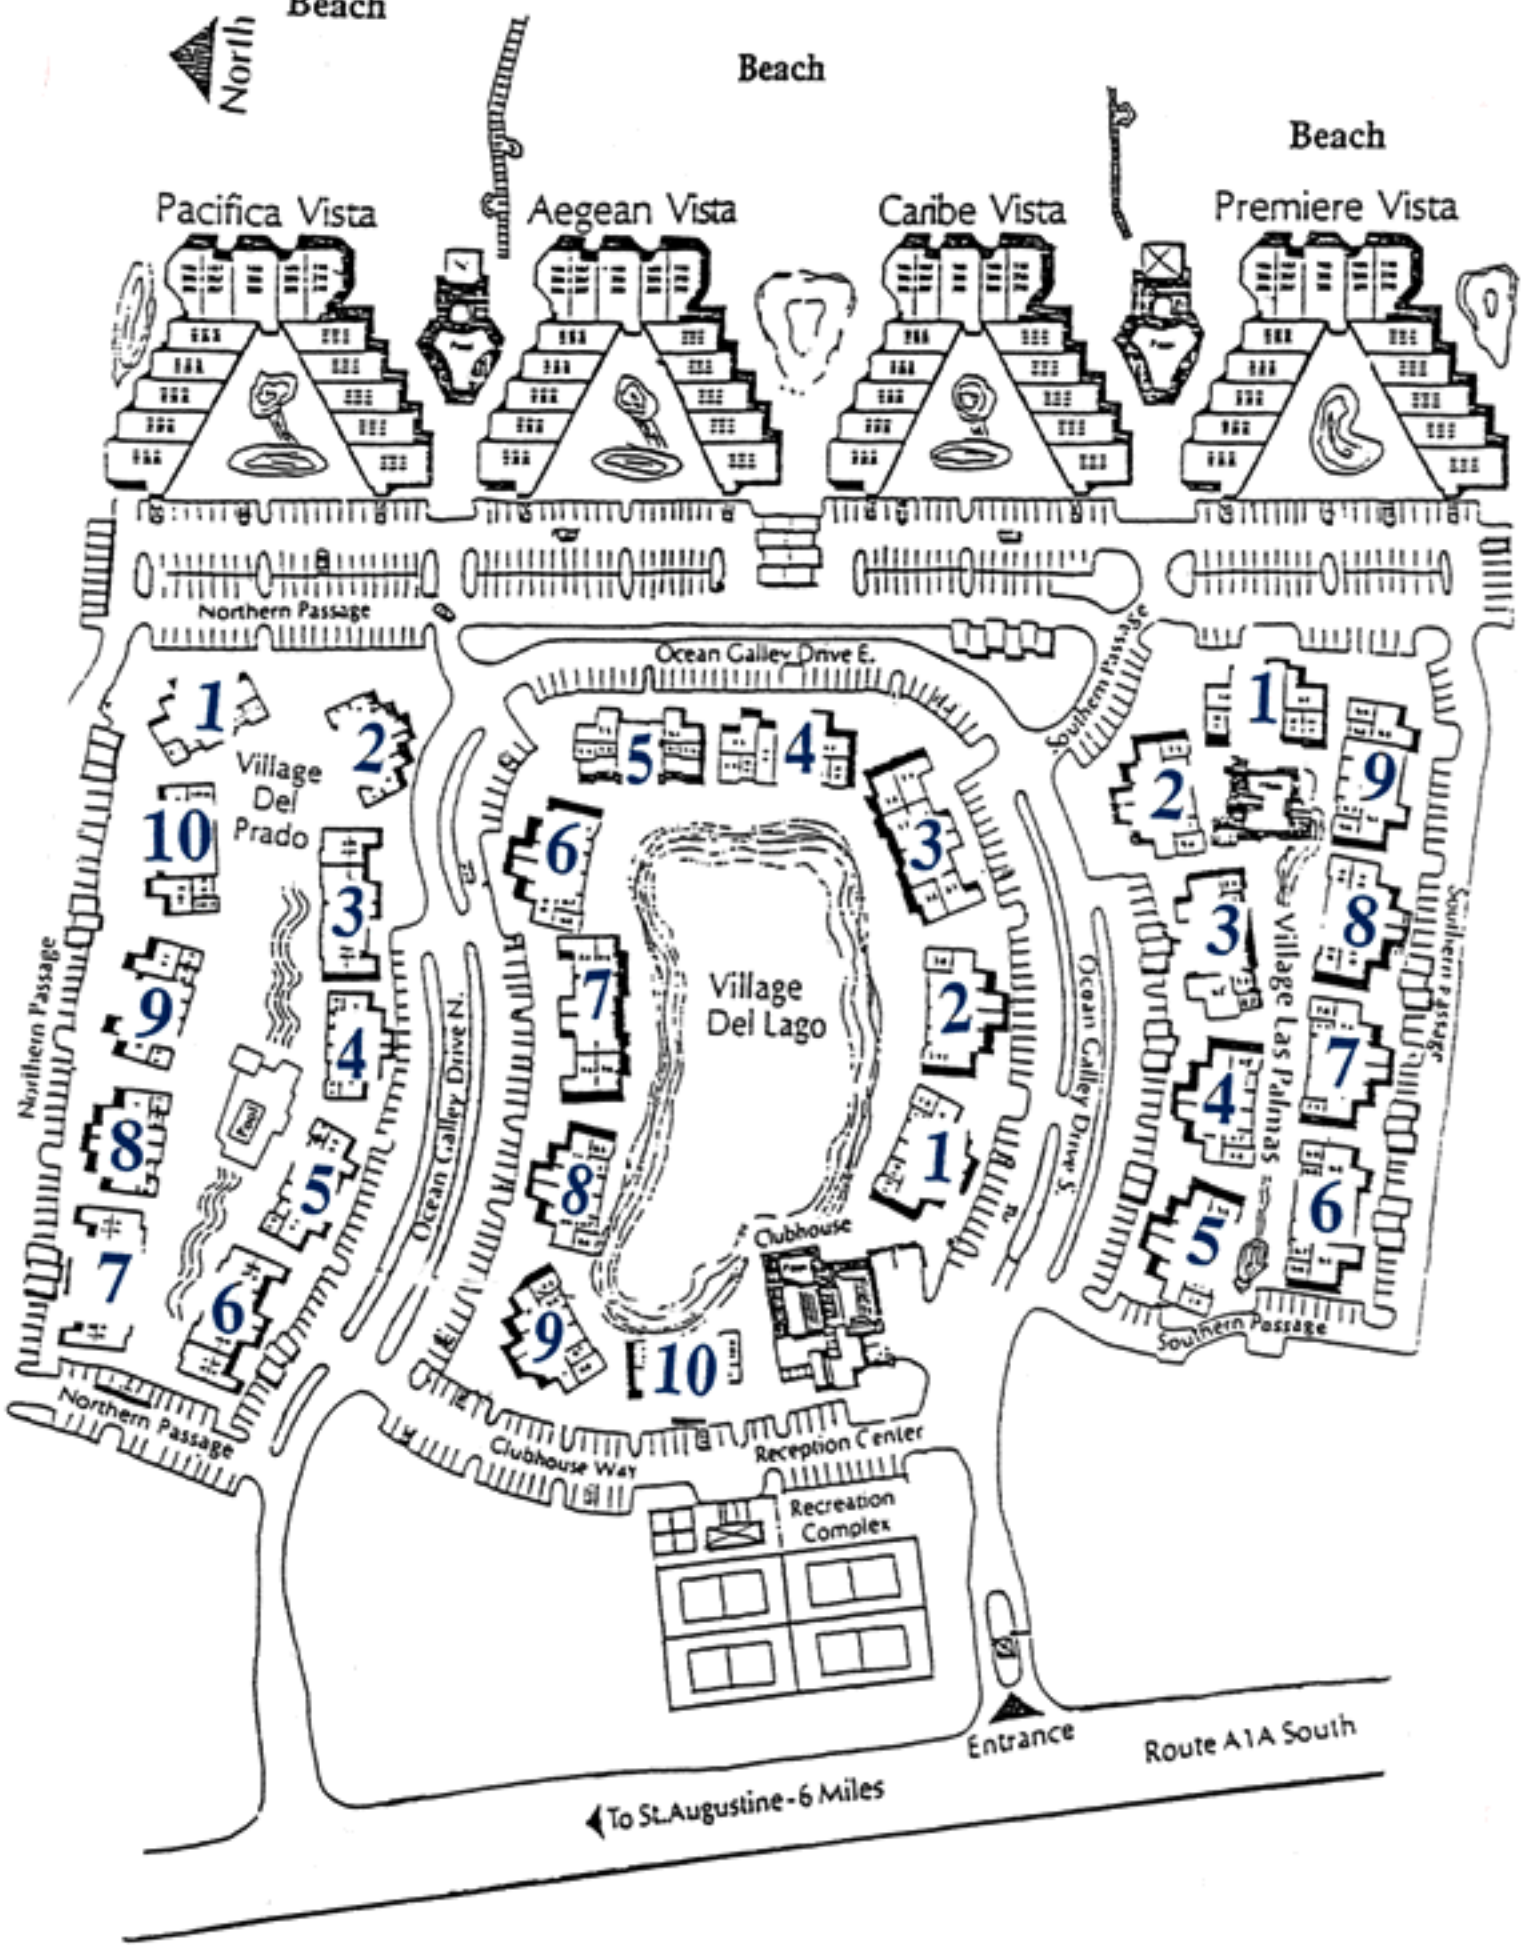 Beach
North
Beach
Beach
Pacifica Vista
Aegean Vista
Caribe Vista
Premiere Vista
Northern Passage
Ocean Galley Drive E.
Southern Passage
1
2
Village
Del
Prado
10
3
9
4
8
Pool
5
7
6
Northern Passage
Northern Passage
Ocean Galley Drive N.
5
4
6
3
7
Village
Del Lago
2
8
1
9
10
Clubhouse
Clubhouse Way
Reception Center
Recreation
Complex
Ocean Galley Drive S.
1
2
9
3
8
Village Las Palmas
4
7
5
6
Southern Passage
Southern Passage
Entrance
Route A1A South
To St.Augustine-6 Miles